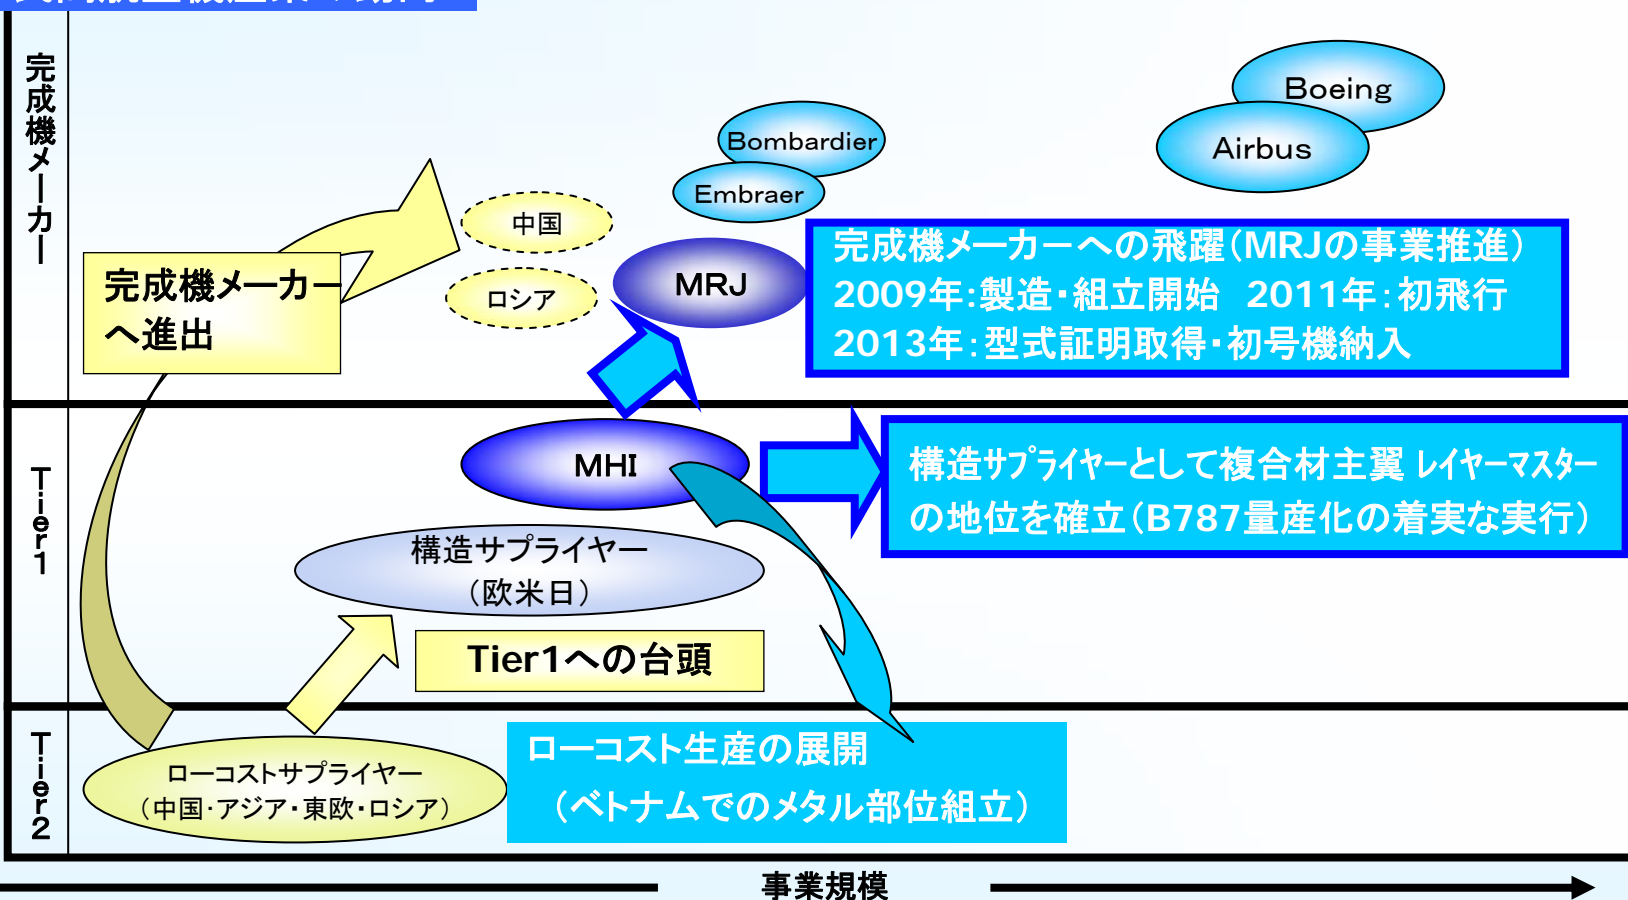 完成機メーカー
Boeing
Airbus
Bombardier
Embraer
中国
ロシア
MRJ
完成機メーカー
へ進出
完成機メーカーへの飛躍(MRJの事業推進)
2009年:製造・組立開始 2011年:初飛行
2013年:型式証明取得・初号機納入
Tier1
MHI
構造サプライヤーとして複合材主翼 レイヤーマスター
の地位を確立(B787量産化の着実な実行)
構造サプライヤー
(欧米日)
Tier1への台頭
Tier2
ローコストサプライヤー
(中国・アジア・東欧・ロシア)
ローコスト生産の展開
(ベトナムでのメタル部位組立)
事業規模